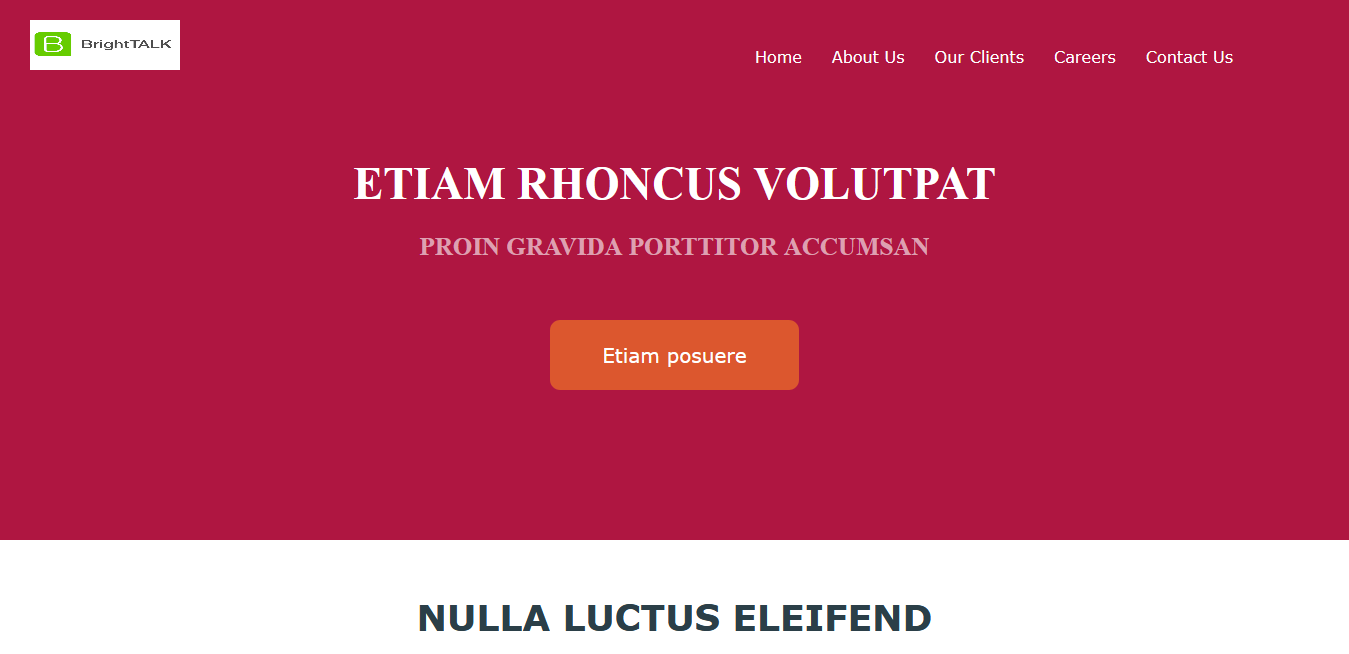 B BrightTALK
Home About Us Our Clients Careers Contact Us
ETIAM RHONCUS VOLUTPAT
PROIN GRAVIDA PORTTITOR ACCUMSAN
Etiam posuere
NULLA LUCTUS ELEIFEND